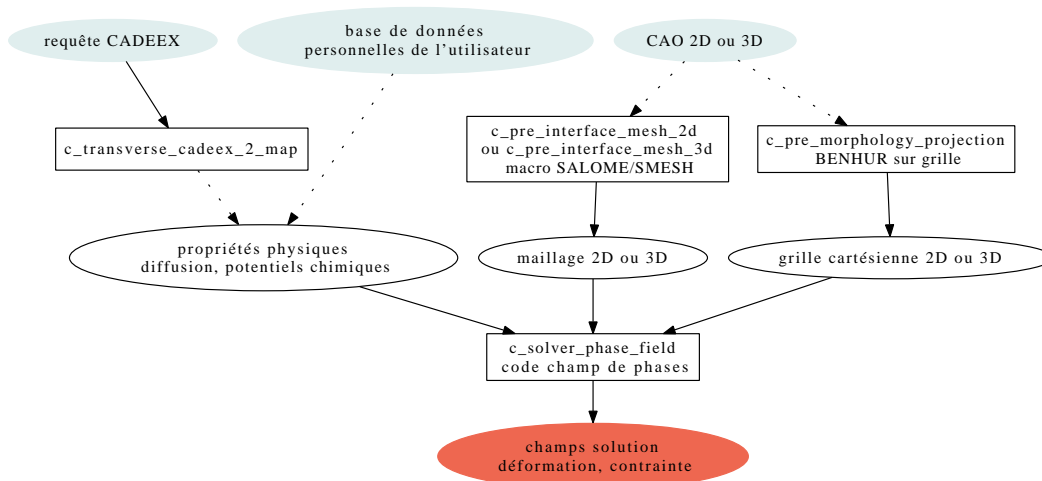 requête CADEEX
base de données
personnelles de l’utilisateur
CAO 2D ou 3D
c_transverse_cadeex_2_map
c_pre_interface_mesh_2d
ou c_pre_interface_mesh_3d
macro SALOME/SMESH
c_pre_morphology_projection
BENHUR sur grille
propriétés physiques
diffusion, potentiels chimiques
maillage 2D ou 3D
grille cartésienne 2D ou 3D
c_solver_phase_field
code champ de phases
champs solution
déformation, contrainte